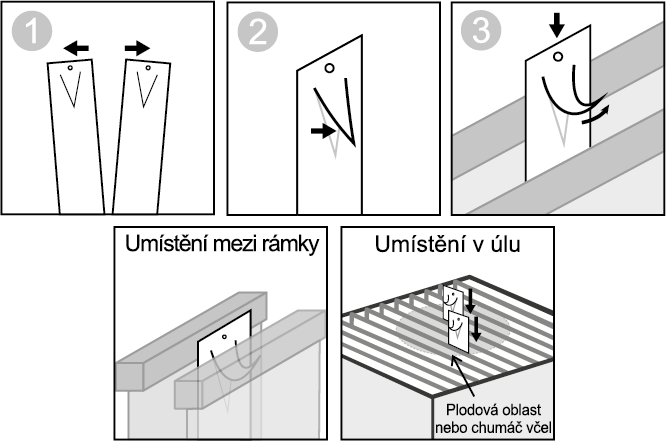 1
2
3
Umístění mezi rámky
Umístění v úlu
Plodová oblast
nebo chumáč včel